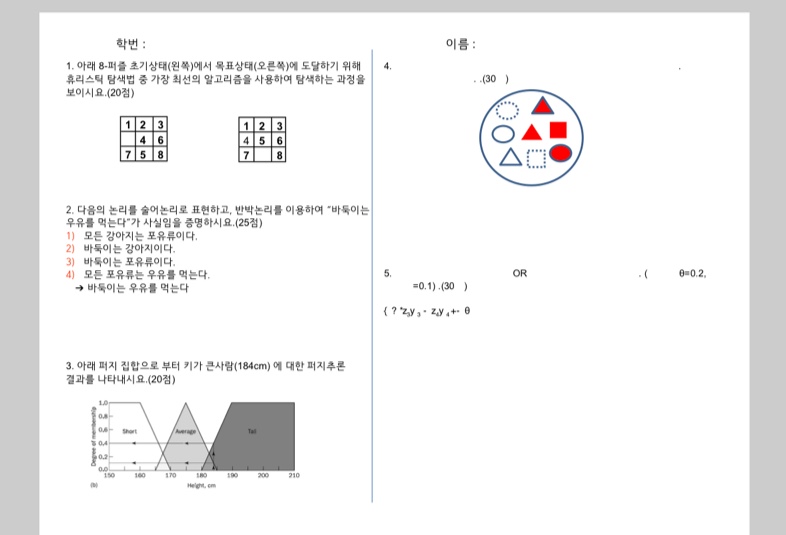 학번 :
이름 :
1. 아래 8-퍼즐 초기상태(왼쪽)에서 목표상태(오른쪽)에 도달하기 위해
휴리스틱 탐색법 중 가장 최선의 알고리즘을 사용하여 탐색하는 과정을
보이시요.(20점)
1 2 3
4 6
7 5 8
1 2 3
4 5 6
7 8
2. 다음의 논리를 술어논리로 표현하고, 반박논리를 이용하여 “바둑이는
우유를 먹는다”가 사실임을 증명하시요.(25점)
1) 모든 강아지는 포유류이다.
2) 바둑이는 강아지이다.
3) 바둑이는 포유류이다.
4) 모든 포유류는 우유를 먹는다.
→ 바둑이는 우유를 먹는다
3. 아래 퍼지 집합으로 부터 키가 큰사람(184cm) 에 대한 퍼지추론
결과를 나타내시요.(20점)
Degree of membership
1.0
0.8
0.6
0.4
0.2
0.0
Short
Average
Tall
150 160 170 180 190 200 210
Height, cm
(b)
4. .
. .(30 )
5. OR . ( θ=0.2,
=0.1) .(30 )